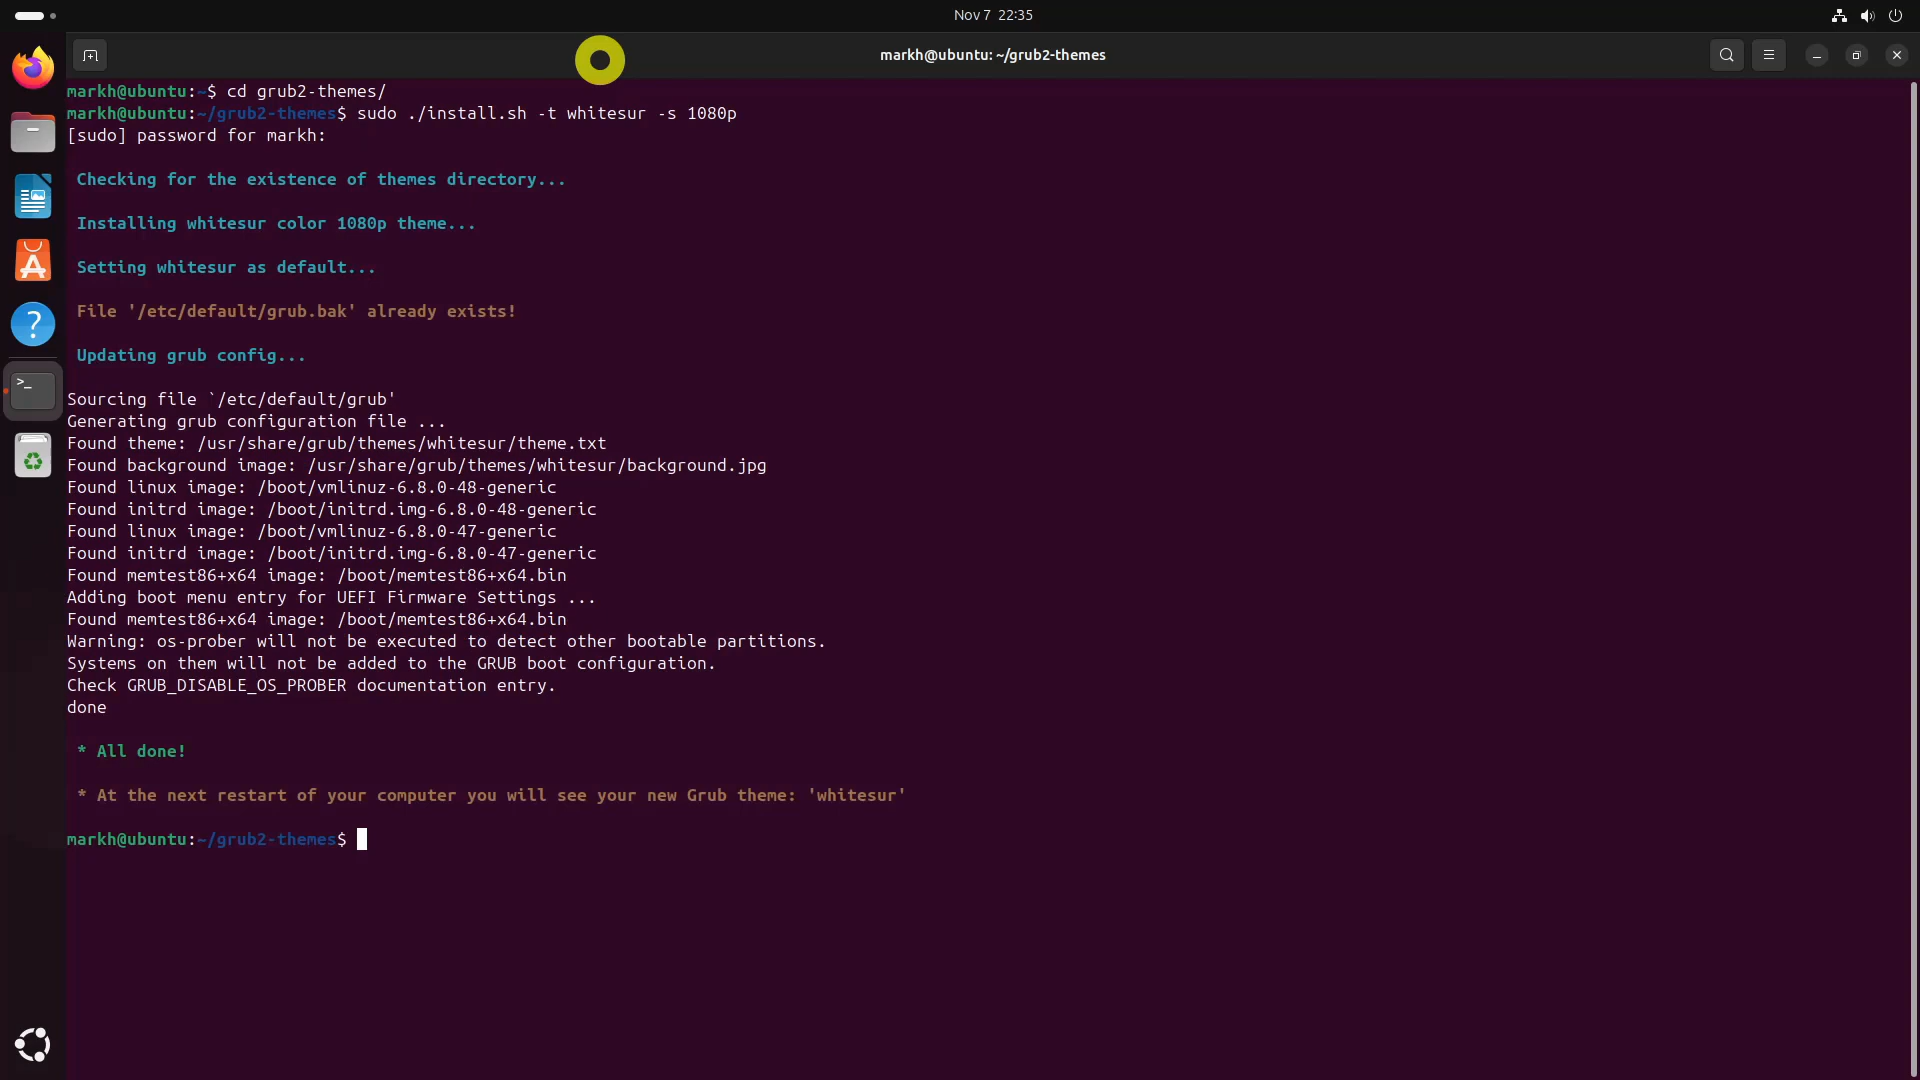 Nov 7 22:35
markh@ubuntu: ~/grub2-themes
markh@ubuntu:~$ cd grub2-themes/
markh@ubuntu:~/grub2-themes$ sudo ./install.sh -t whitesur -s 1080p
[sudo] password for markh:
Checking for the existence of themes directory...
Installing whitesur color 1080p theme...
Setting whitesur as default...
File '/etc/default/grub.bak' already exists!
Updating grub config...
Sourcing file `/etc/default/grub'
Generating grub configuration file ...
Found theme: /usr/share/grub/themes/whitesur/theme.txt
Found background image: /usr/share/grub/themes/whitesur/background.jpg
Found linux image: /boot/vmlinuz-6.8.0-48-generic
Found initrd image: /boot/initrd.img-6.8.0-48-generic
Found linux image: /boot/vmlinuz-6.8.0-47-generic
Found initrd image: /boot/initrd.img-6.8.0-47-generic
Found memtest86+x64 image: /boot/memtest86+x64.bin
Adding boot menu entry for UEFI Firmware Settings ...
Found memtest86+x64 image: /boot/memtest86+x64.bin
Warning: os-prober will not be executed to detect other bootable partitions.
Systems on them will not be added to the GRUB boot configuration.
Check GRUB_DISABLE_OS_PROBER documentation entry.
done
* All done!
* At the next restart of your computer you will see your new Grub theme: 'whitesur'
markh@ubuntu:~/grub2-themes$